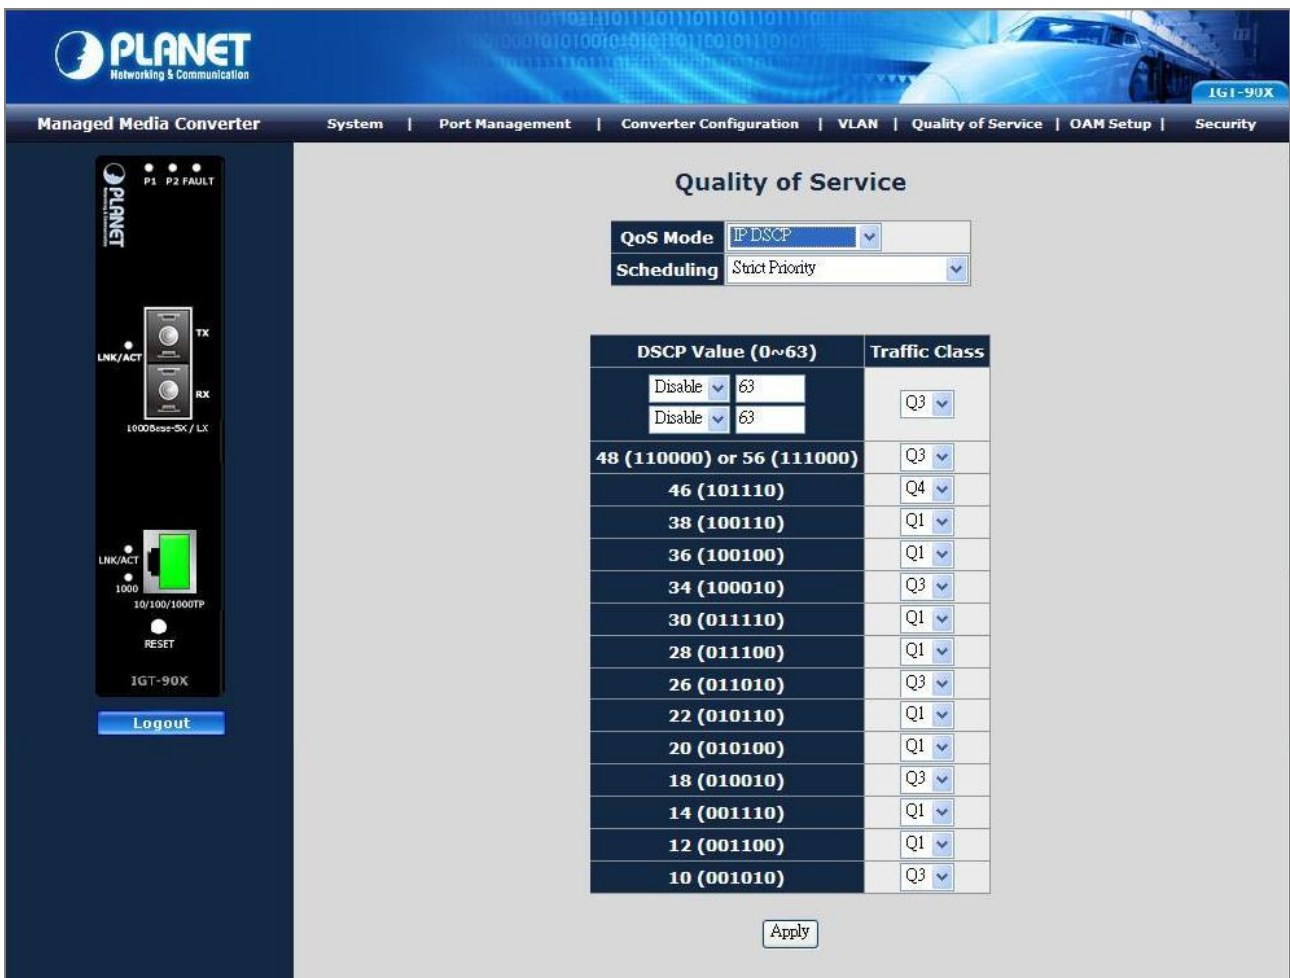 PLANET
Networking & Communication
IGT-90X
Managed Media Converter
System | Port Management | Converter Configuration | VLAN | Quality of Service | OAM Setup | Security
P1 P2 FAULT
PLANET
TX
LNK/ACT
RX
1000Base-SX / LX
LNK/ACT
1000
10/100/1000TP
RESET
IGT-90X
Logout
Quality of Service
QoS Mode IP DSCP
Scheduling Strict Priority
DSCP Value (0~63) Traffic Class
Disable 63
Disable 63
Q3
48 (110000) or 56 (111000) Q3
46 (101110) Q4
38 (100110) Q1
36 (100100) Q1
34 (100010) Q3
30 (011110) Q1
28 (011100) Q1
26 (011010) Q3
22 (010110) Q1
20 (010100) Q1
18 (010010) Q3
14 (001110) Q1
12 (001100) Q1
10 (001010) Q3
Apply